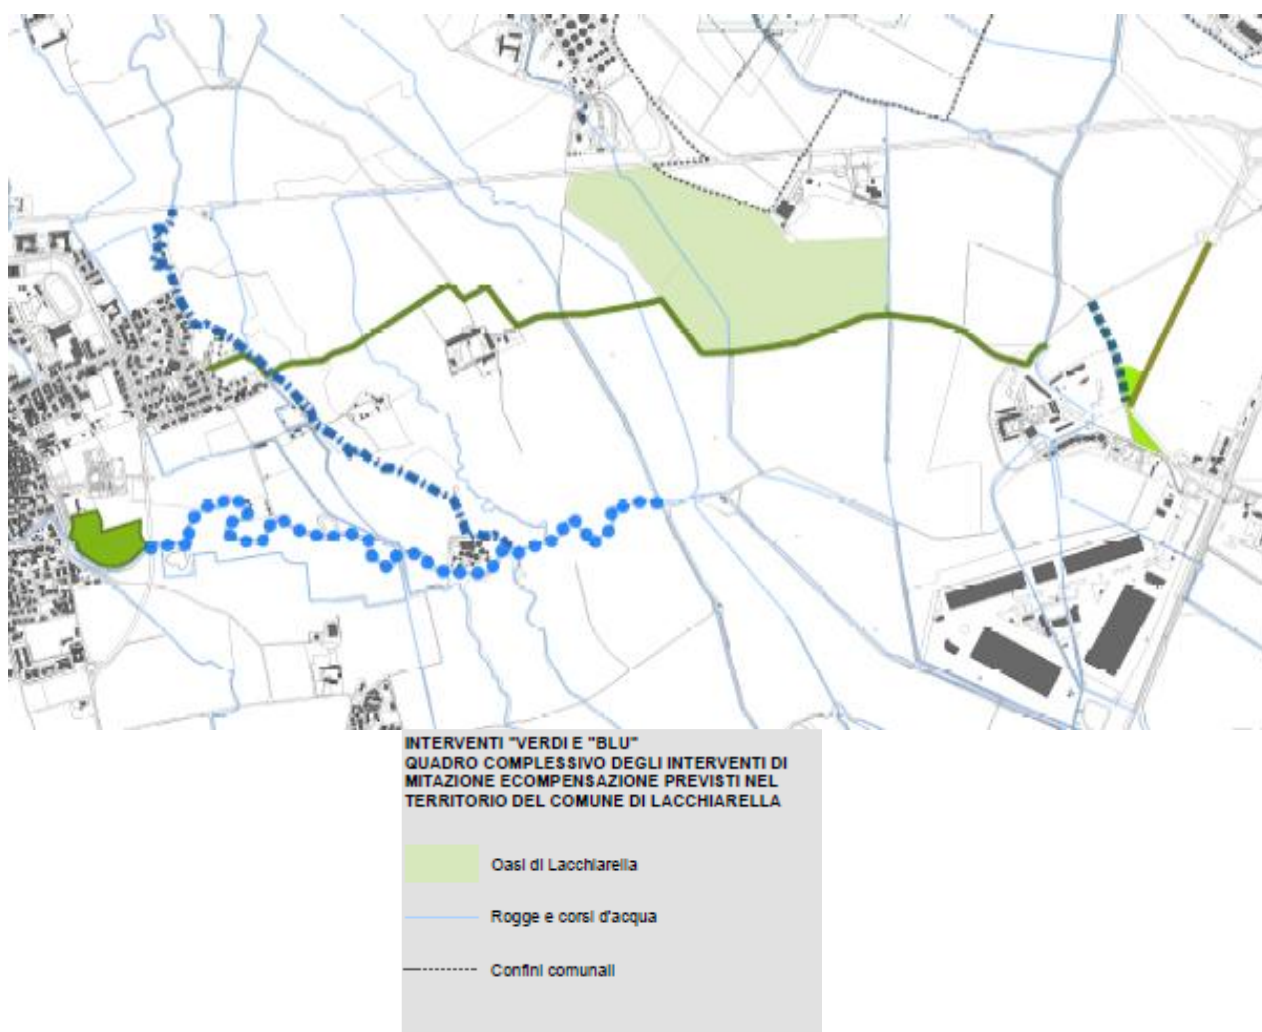 INTERVENTI "VERDI E "BLU"
QUADRO COMPLESSIVO DEGLI INTERVENTI DI
MITAZIONE ECOMPENSAZIONE PREVISTI NEL
TERRITORIO DEL COMUNE DI LACCHIARELLA
Oasi di Lacchiarella
Rogge e corsi d'acqua
Confini comunali